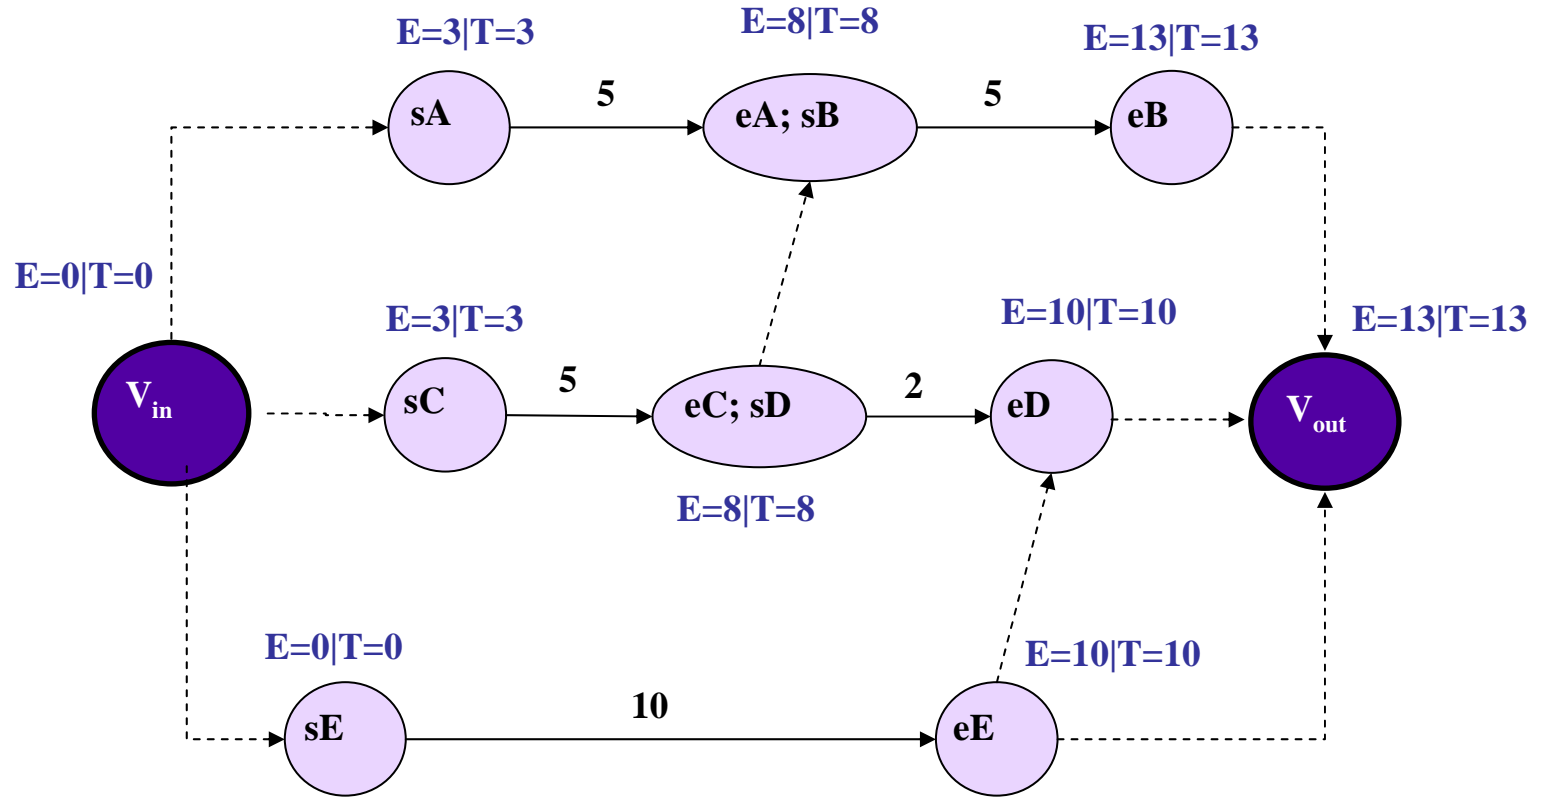 E=3|T=3
E=8|T=8
E=13|T=13
sA
5
eA; sB
5
eB
E=0|T=0
E=3|T=3
E=10|T=10
E=13|T=13
Vin
sC
5
eC; sD
2
eD
Vout
E=8|T=8
E=0|T=0
E=10|T=10
sE
10
eE